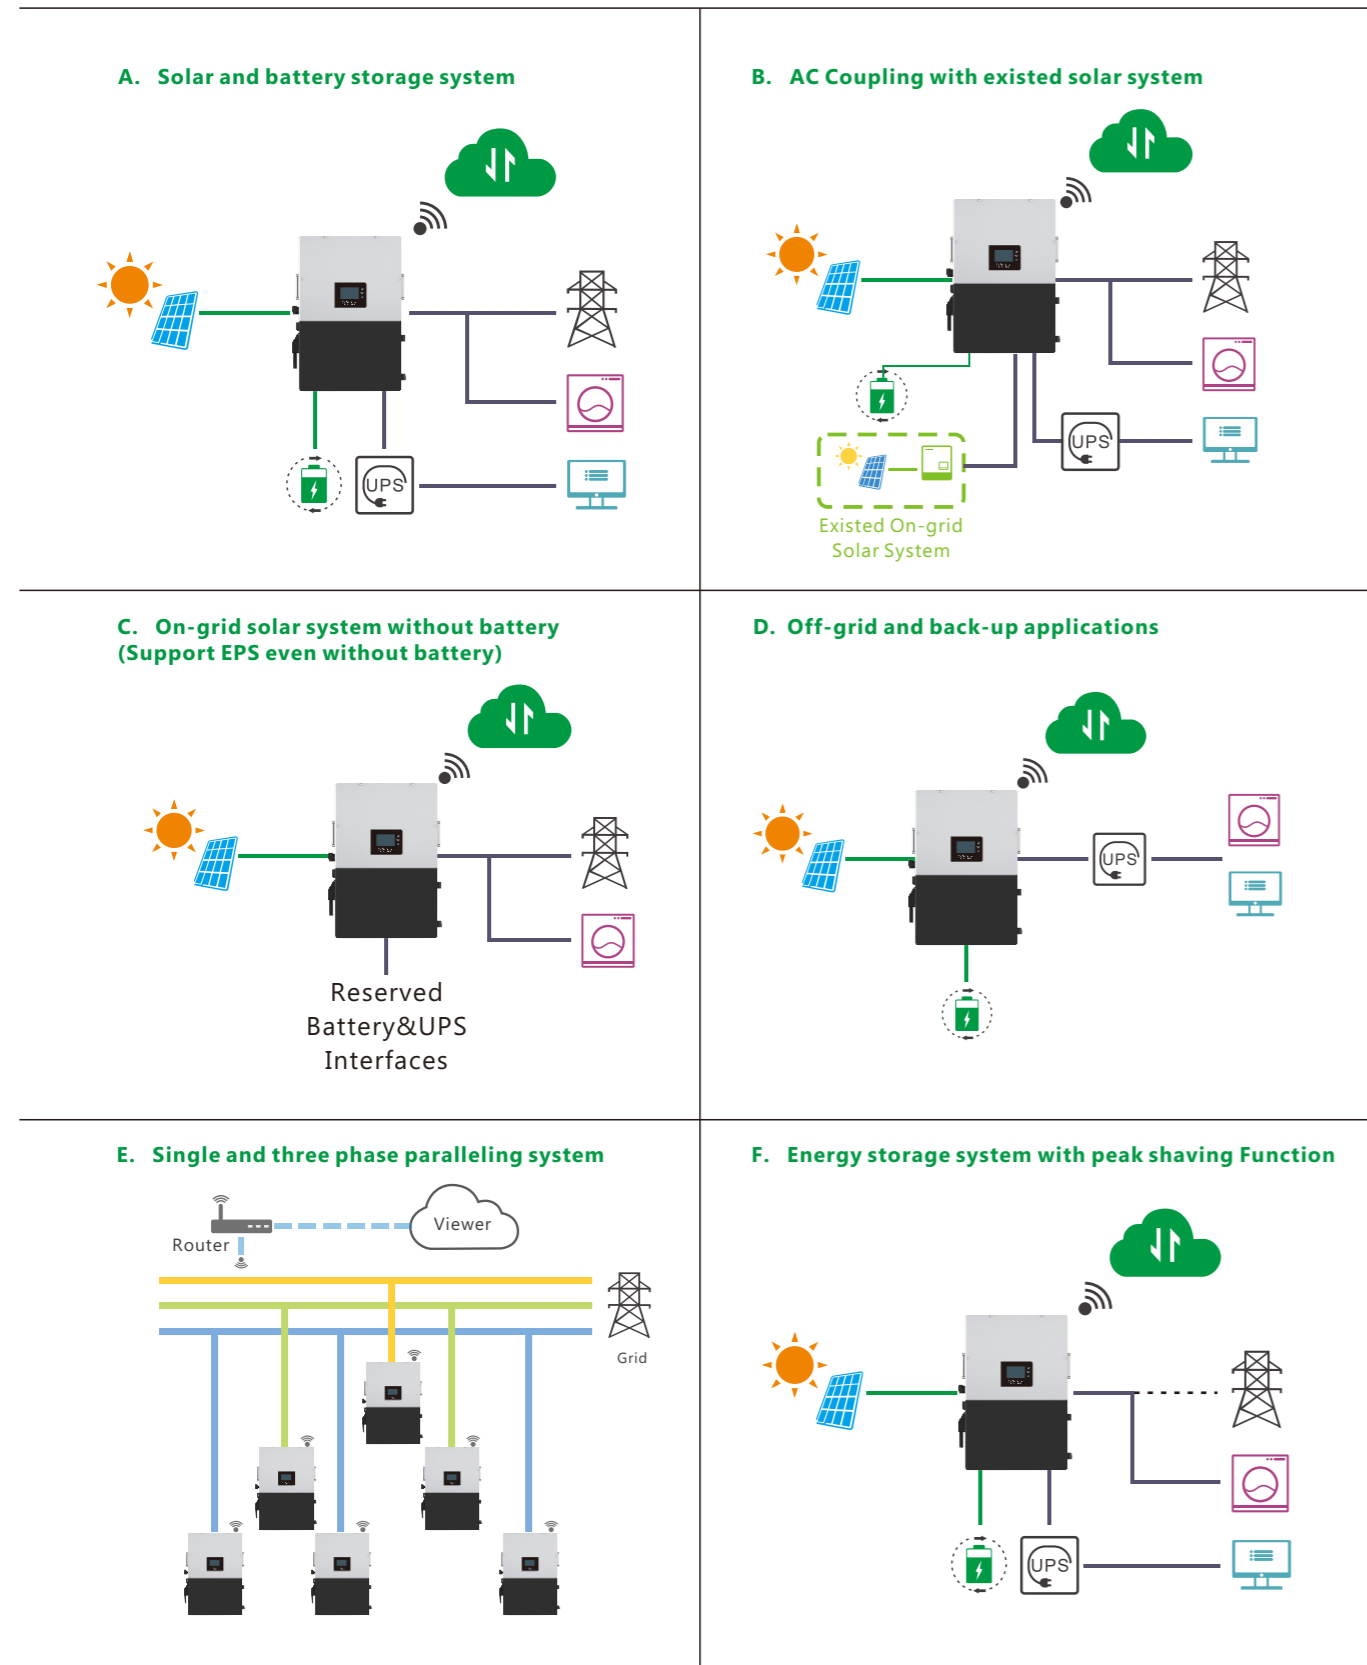 A. Solar and battery storage system
UPS
B. AC Coupling with existed solar system
UPS
Existed On-grid
Solar System
C. On-grid solar system without battery
(Support EPS even without battery)
Reserved
Battery&UPS
Interfaces
D. Off-grid and back-up applications
UPS
E. Single and three phase paralleling system
Viewer
Router
Grid
F. Energy storage system with peak shaving Function
UPS